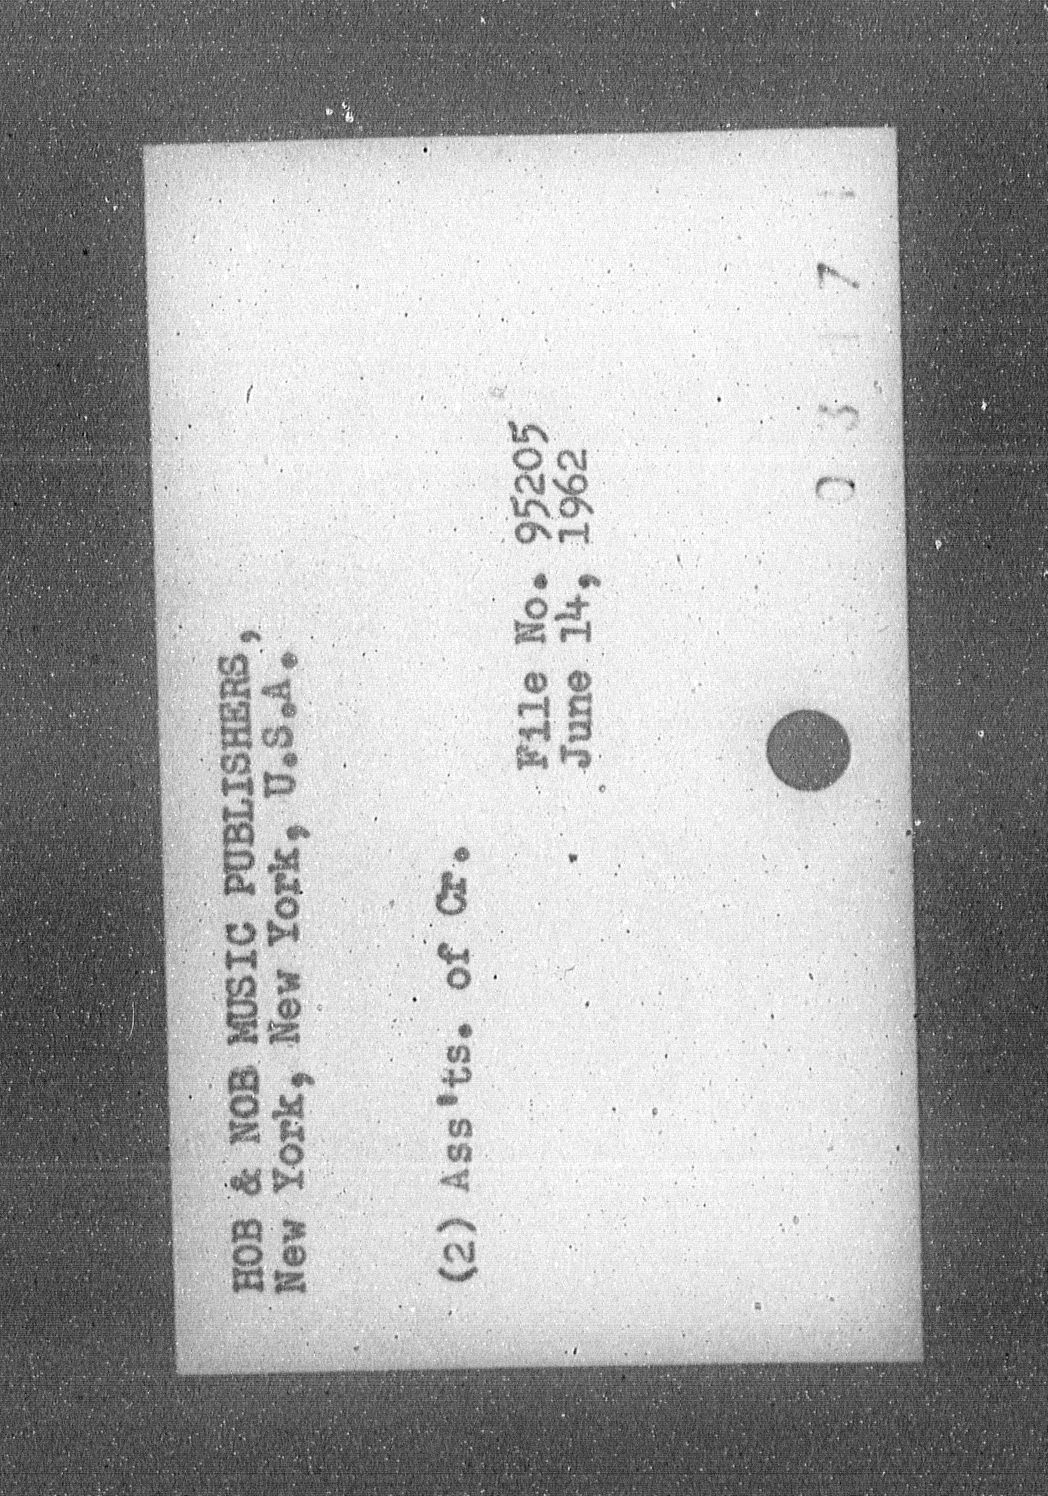 HOB & NOB MUSIC PUBLISHERS,
New York, New York, U.S.A.
(2) Ass'ts. of Cr.
File No. 95205
June 14, 1962